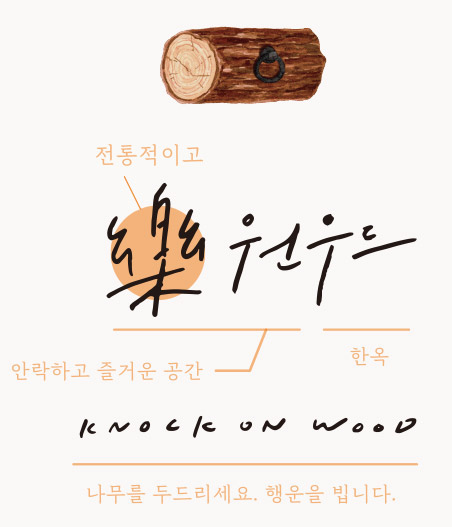 전통적이고
樂 원우드
안락하고 즐거운 공간
한옥
KNOCK ON WOOD
나무를 두드리세요. 행운을 빕니다.